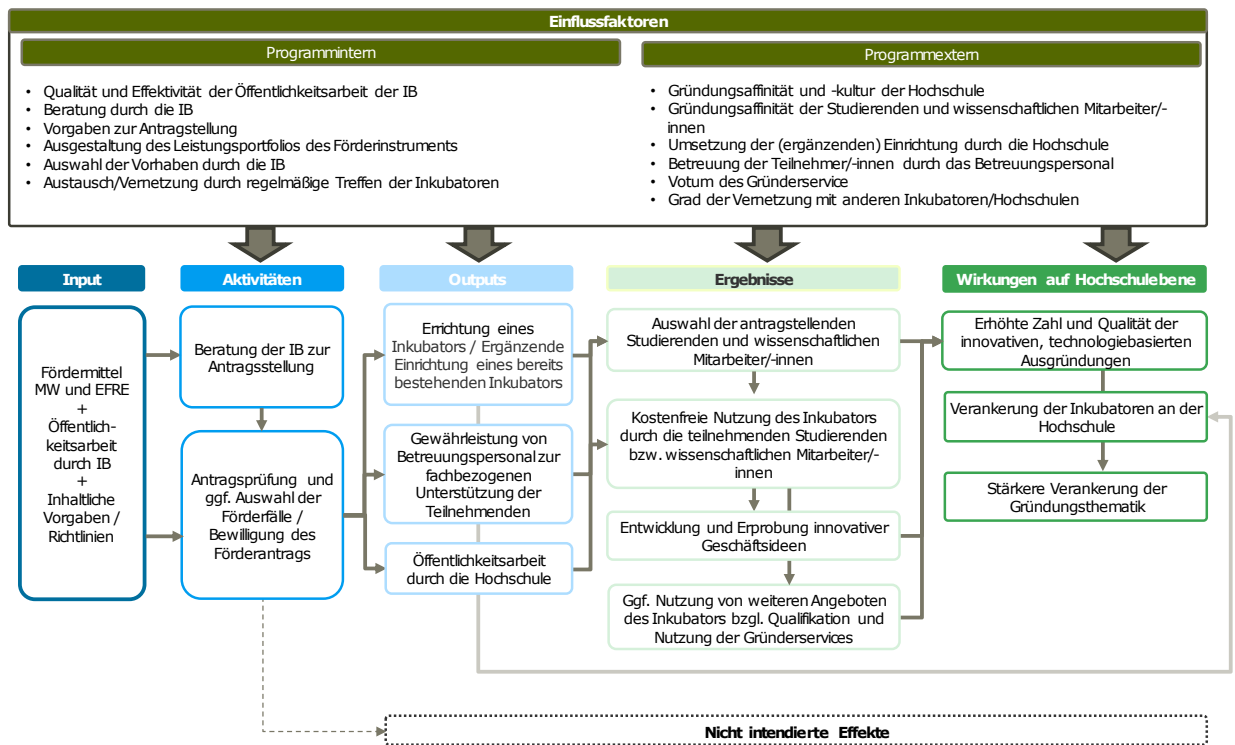 Einflussfaktoren
Programmintern
• Qualität und Effektivität der Öffentlichkeitsarbeit der IB
• Beratung durch die IB
• Vorgaben zur Antragstellung
• Ausgestaltung des Leistungsportfolios des Förderinstruments
• Auswahl der Vorhaben durch die IB
• Austausch/Vernetzung durch regelmäßige Treffen der Inkubatoren
Programmextern
• Gründungsaffinität und -kultur der Hochschule
• Gründungsaffinität der Studierenden und wissenschaftlichen Mitarbeiter/-
innen
• Umsetzung der (ergänzenden) Einrichtung durch die Hochschule
• Betreuung der Teilnehmer/-innen durch das Betreuungspersonal
• Votum des Gründerservice
• Grad der Vernetzung mit anderen Inkubatoren/Hochschulen
Input
Fördermittel
MW und EFRE
+
Öffentlich-
keitsarbeit
durch IB
+
Inhaltliche
Vorgaben /
Richtlinien
Aktivitäten
Beratung der IB zur
Antragsstellung
Antragsprüfung und
ggf. Auswahl der
Förderfälle /
Bewilligung des
Förderantrags
Outputs
Errichtung eines
Inkubators / Ergänzende
Einrichtung eines bereits
bestehenden Inkubators
Gewährleistung von
Betreuungspersonal zur
fachbezogenen
Unterstützung der
Teilnehmenden
Öffentlichkeitsarbeit
durch die Hochschule
Ergebnisse
Auswahl der antragstellenden
Studierenden und wissenschaftlichen
Mitarbeiter/-innen
Kostenfreie Nutzung des Inkubators
durch die teilnehmenden Studierenden
bzw. wissenschaftlichen Mitarbeiter/-
innen
Entwicklung und Erprobung innovativer
Geschäftsideen
Ggf. Nutzung von weiteren Angeboten
des Inkubators bzgl. Qualifikation und
Nutzung der Gründerservices
Wirkungen auf Hochschulebene
Erhöhte Zahl und Qualität der
innovativen, technologiebasierten
Ausgründungen
Verankerung der Inkubatoren an der
Hochschule
Stärkere Verankerung der
Gründungsthematik
Nicht intendierte Effekte